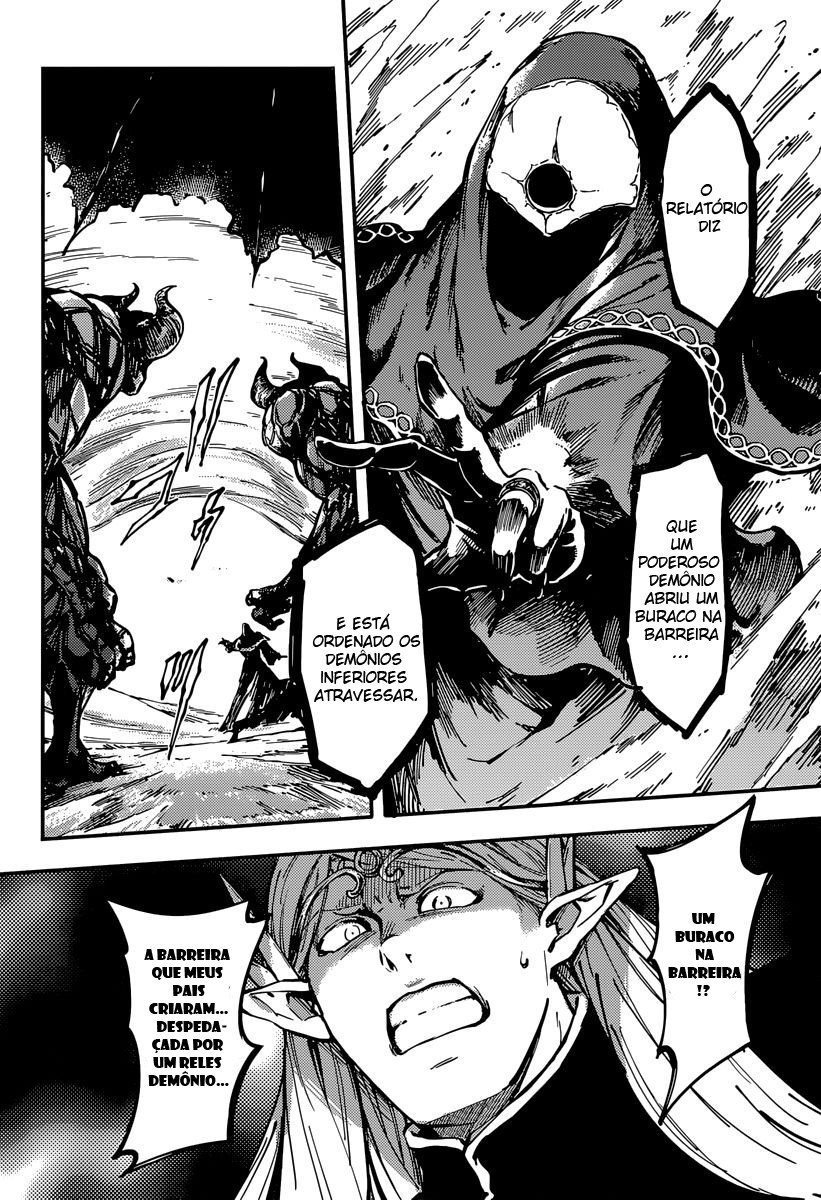 O
RELATÓRIO
DIZ
QUE
UM
PODEROSO
DEMÔNIO
ABRIU UM
BURACO NA
BARREIRA
...
E ESTÁ
ORDENADO OS
DEMÔNIOS
INFERIORES
ATRAVESSAR.
UM
BURACO
NA
BARREIRA
!?
A BARREIRA
QUE MEUS
PAIS
CRIARAM...
DESPEDA-
ÇADA POR
UM RELES
DEMÔNIO...